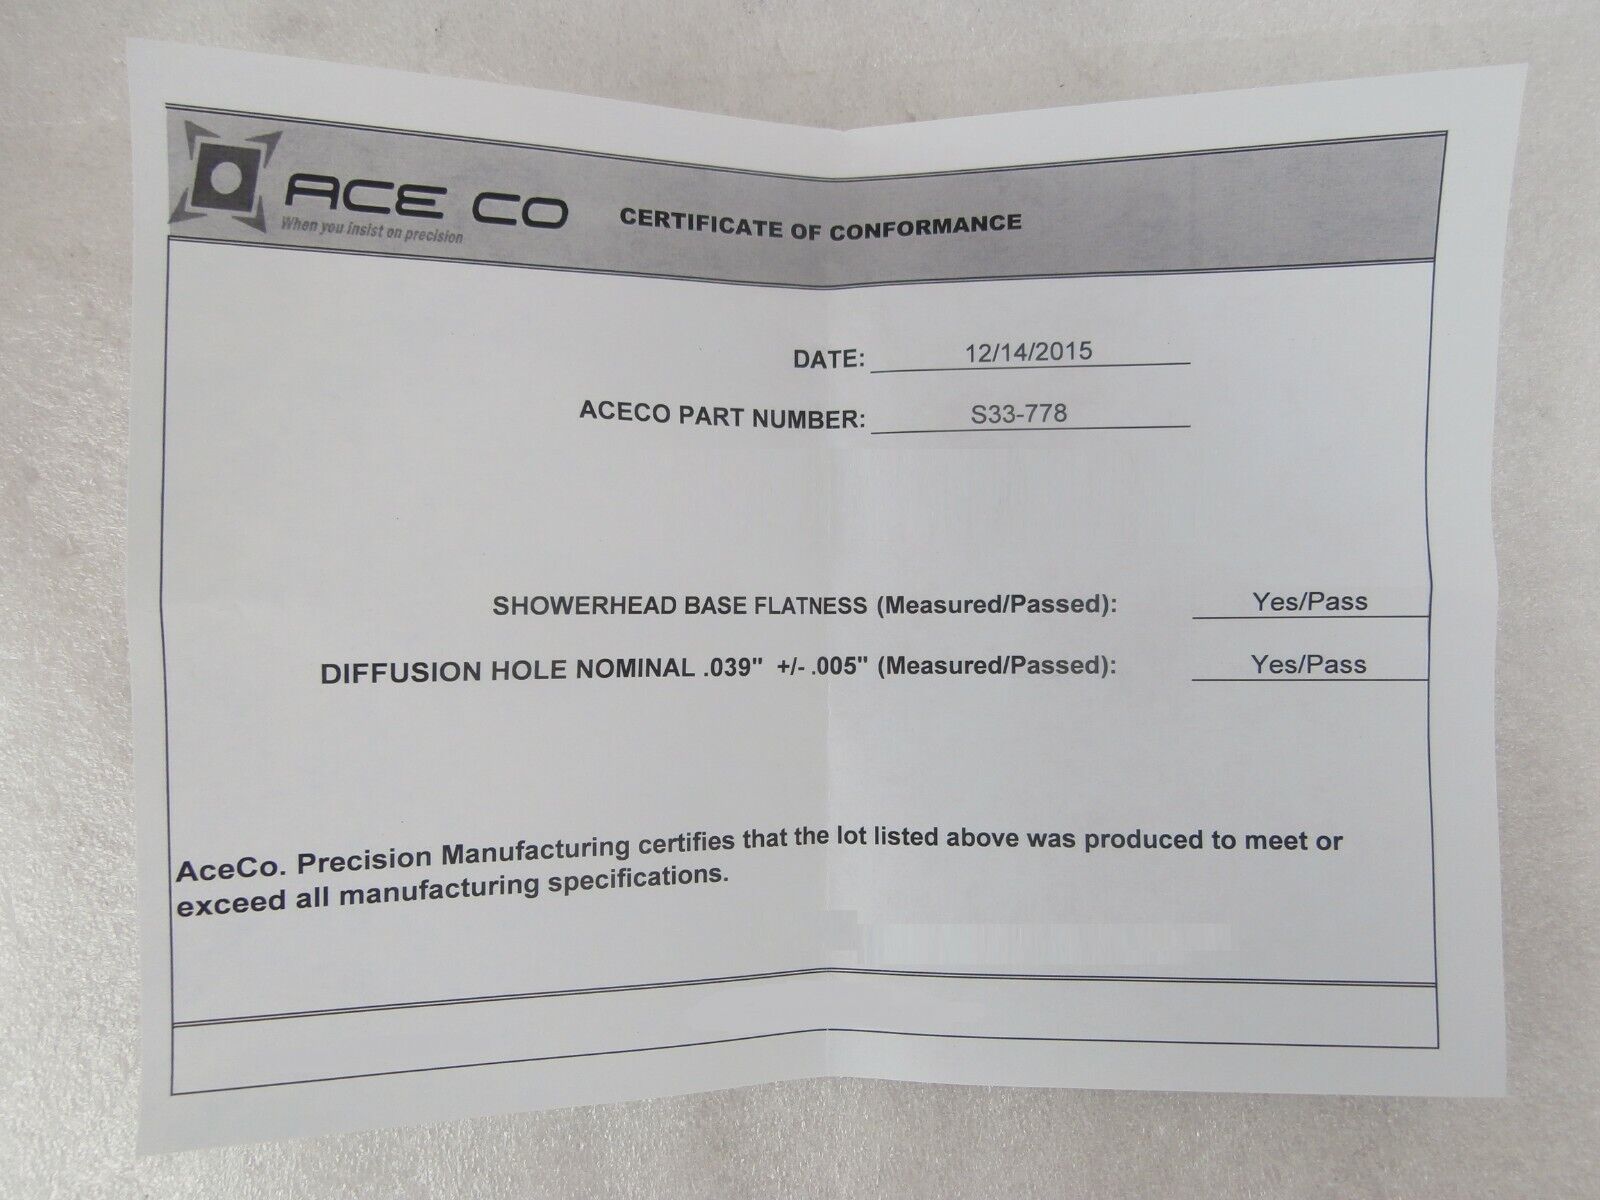 ACE CO
When you insist on precision
CERTIFICATE OF CONFORMANCE
DATE: 12/14/2015
ACECO PART NUMBER: S33-778
SHOWERHEAD BASE FLATNESS (Measured/Passed): Yes/Pass
DIFFUSION HOLE NOMINAL .039" +/- .005" (Measured/Passed): Yes/Pass
AceCo. Precision Manufacturing certifies that the lot listed above was produced to meet or
exceed all manufacturing specifications.